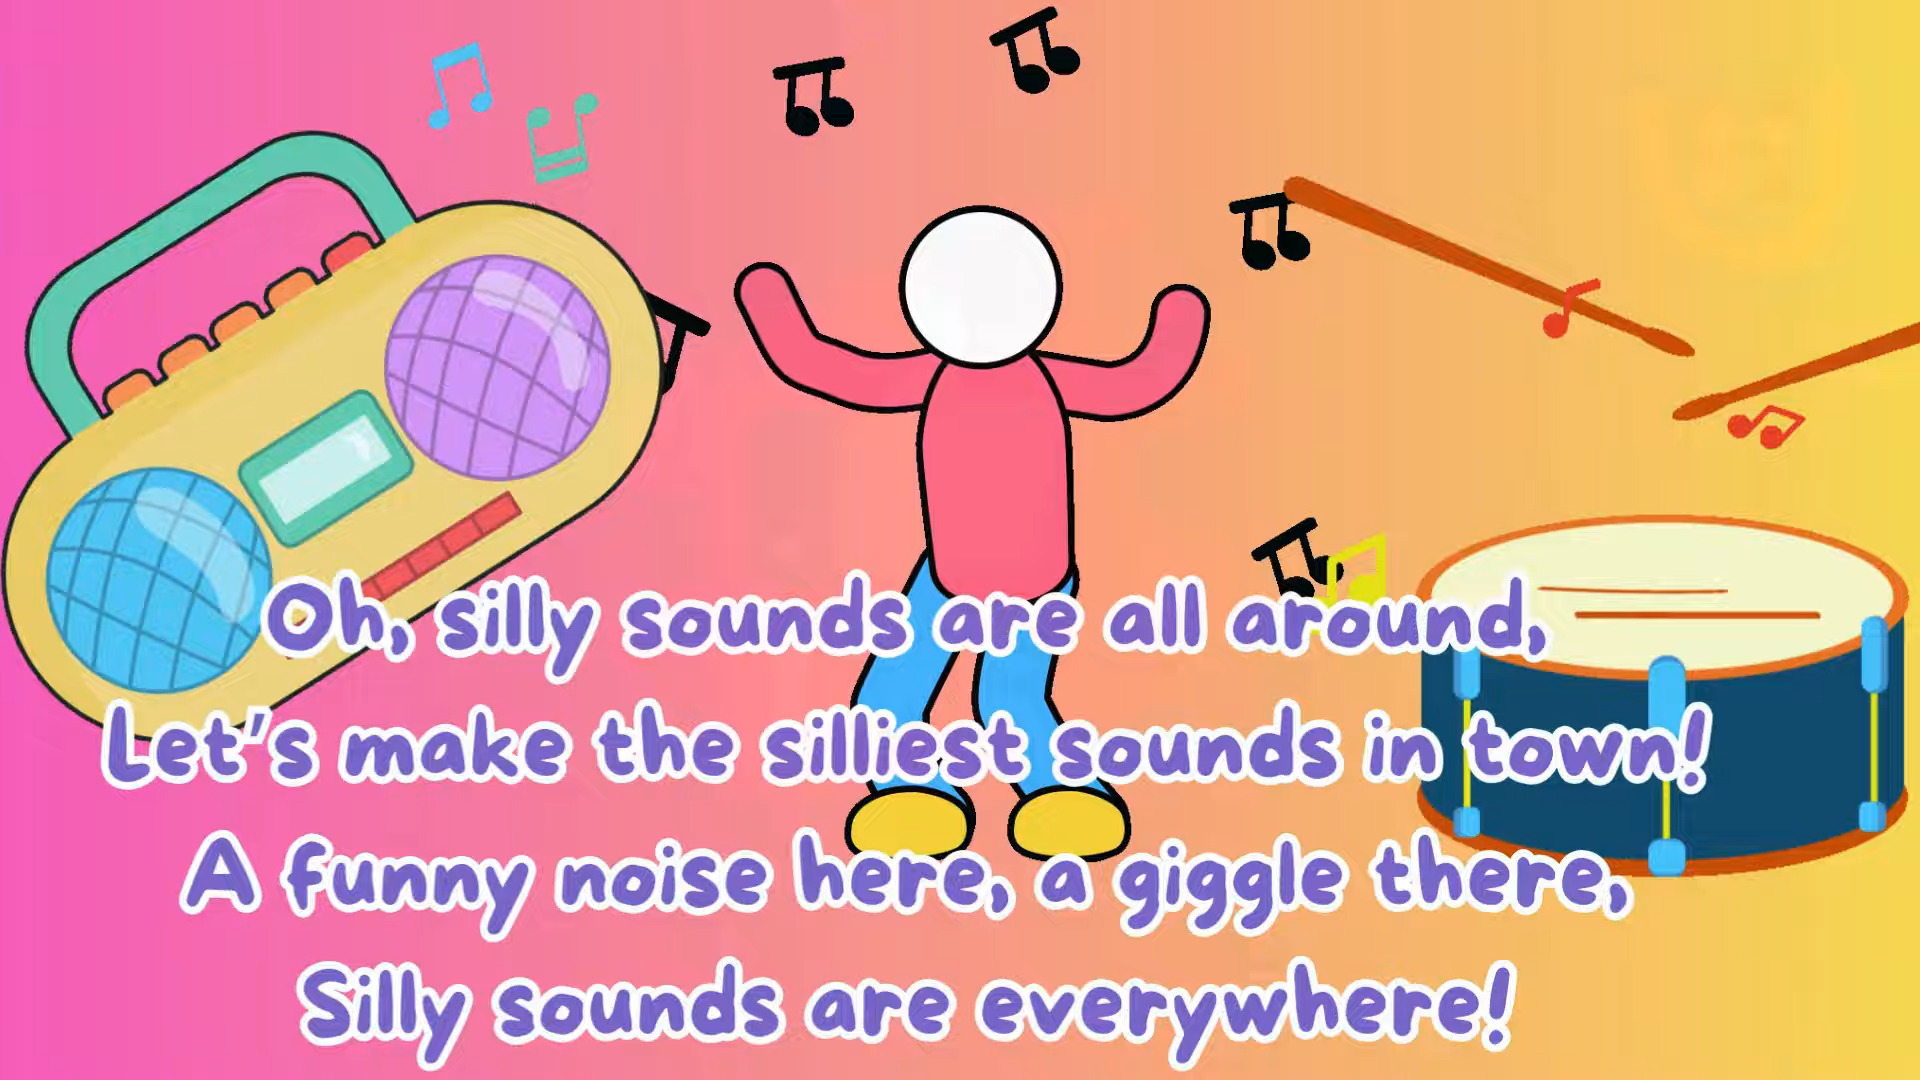 Oh, silly sounds are all around,
Let's make the silliest sounds in town!
A funny noise here, a giggle there,
Silly sounds are everywhere!